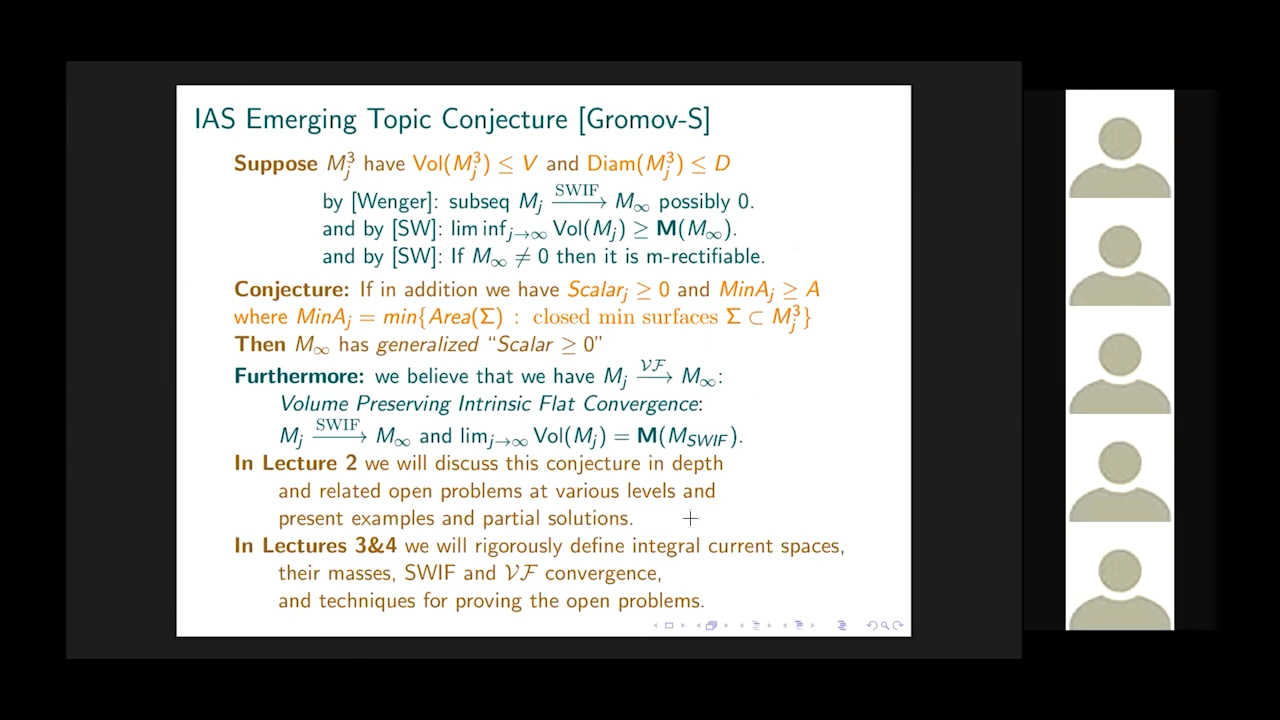 IAS Emerging Topic Conjecture [Gromov-S]
Suppose M_j^3 have Vol(M_j^3) ≤ V and Diam(M_j^3) ≤ D
by [Wenger]: subseq M_j \xrightarrow{SWIF} M_∞ possibly 0.
and by [SW]: lim inf_{j→∞} Vol(M_j) ≥ M(M_∞).
and by [SW]: If M_∞ ≠ 0 then it is m-rectifiable.
Conjecture: If in addition we have Scalar_j ≥ 0 and MinA_j ≥ A
where MinA_j = min{Area(Σ) : closed min surfaces Σ ⊂ M_j^3}
Then M_∞ has generalized “Scalar ≥ 0”
Furthermore: we believe that we have M_j \xrightarrow{\mathcal{VF}} M_∞:
Volume Preserving Intrinsic Flat Convergence:
M_j \xrightarrow{SWIF} M_∞ and lim_{j→∞} Vol(M_j) = M(M_{SWIF}).
In Lecture 2 we will discuss this conjecture in depth
and related open problems at various levels and
present examples and partial solutions.
In Lectures 3&4 we will rigorously define integral current spaces,
their masses, SWIF and \mathcal{VF} convergence,
and techniques for proving the open problems.